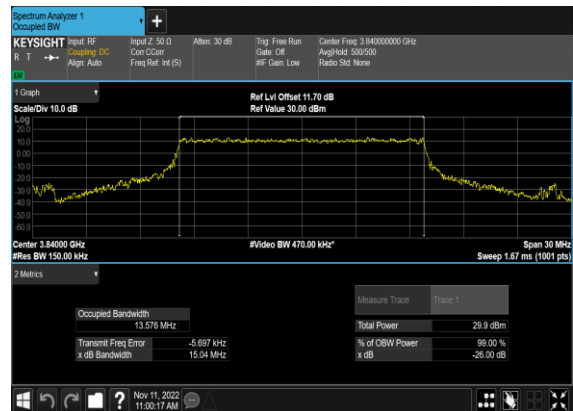 Spectrum Analyzer 1
Occupied BW
KEYSIGHT
R T
LV
Input: RF
Coupling: DC
Align: Auto
Input Z: 50 Ω
Corr CCorr
Freq Ref: Int (S)
Atten: 30 dB
Trig: Free Run
Gate: Off
#IF Gain: Low
Center Freq: 3.840000000 GHz
Avg|Hold: 500/500
Radio Std: None
1 Graph
Scale/Div 10.0 dB
Ref Lvl Offset 11.70 dB
Ref Value 30.00 dBm
Log
20.0
10.0
0.00
-10.0
-20.0
-30.0
-40.0
-50.0
-60.0
Center 3.84000 GHz
#Res BW 150.00 kHz
#Video BW 470.00 kHz*
Span 30 MHz
Sweep 1.67 ms (1001 pts)
2 Metrics
Measure Trace
Trace 1
Occupied Bandwidth
13.576 MHz
Total Power
29.9 dBm
Transmit Freq Error
-5.697 kHz
% of OBW Power
99.00 %
x dB Bandwidth
15.04 MHz
x dB
-26.00 dB
?
Nov 11, 2022
11:00:17 AM